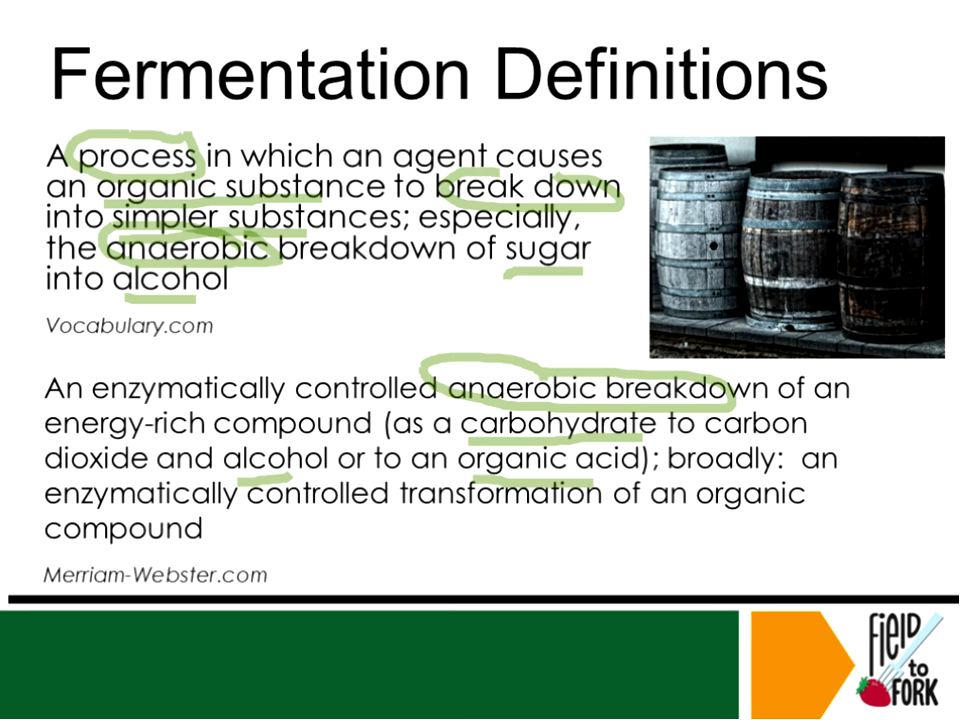 Fermentation Definitions
A process in which an agent causes
an organic substance to break down
into simpler substances; especially,
the anaerobic breakdown of sugar
into alcohol
Vocabulary.com
An enzymatically controlled anaerobic breakdown of an
energy-rich compound (as a carbohydrate to carbon
dioxide and alcohol or to an organic acid); broadly: an
enzymatically controlled transformation of an organic
compound
Merriam-Webster.com
FiElD
to
FORK